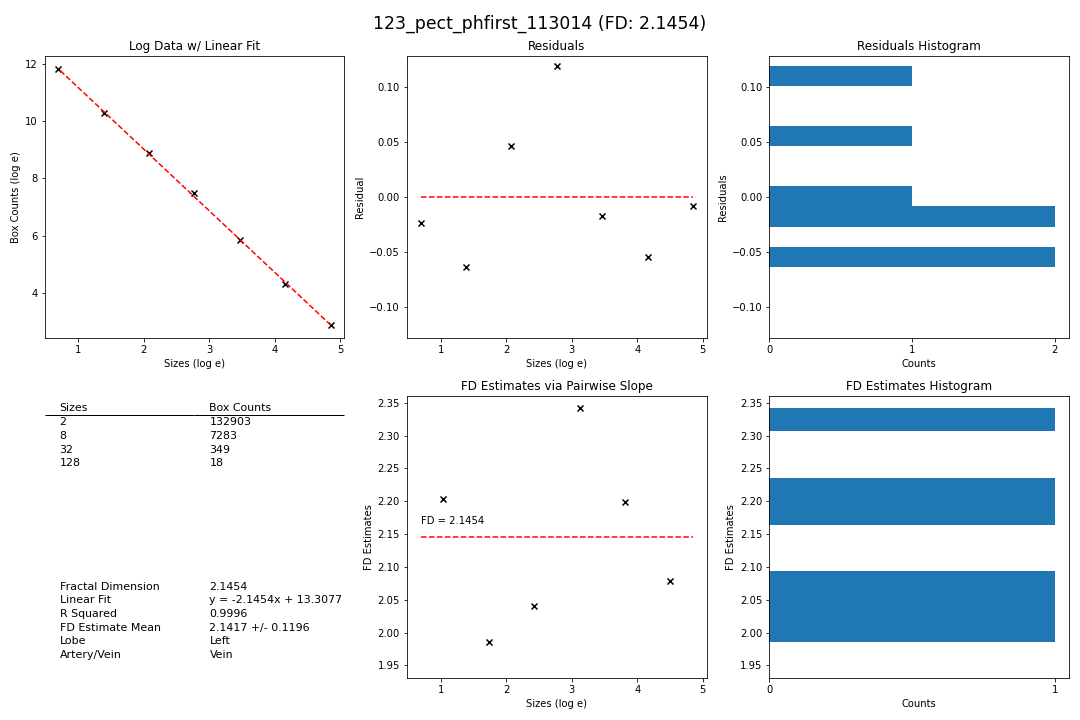 123_pect_phfirst_113014 (FD: 2.1454)
Log Data w/ Linear Fit
12
10
8
6
4
Box Counts (log e)
1 2 3 4 5
Sizes (log e)
Residuals
0.10
0.05
0.00
−0.05
−0.10
Residual
1 2 3 4 5
Sizes (log e)
Residuals Histogram
0.10
0.05
0.00
−0.05
−0.10
Residuals
0 1 2
Counts
Sizes Box Counts
2 132903
8 7283
32 349
128 18
Fractal Dimension 2.1454
Linear Fit y = -2.1454x + 13.3077
R Squared 0.9996
FD Estimate Mean 2.1417 +/- 0.1196
Lobe Left
Artery/Vein Vein
FD Estimates via Pairwise Slope
2.35
2.30
2.25
2.20
2.15
2.10
2.05
2.00
1.95
FD Estimates
FD = 2.1454
1 2 3 4 5
Sizes (log e)
FD Estimates Histogram
2.35
2.30
2.25
2.20
2.15
2.10
2.05
2.00
1.95
FD Estimates
0 1
Counts